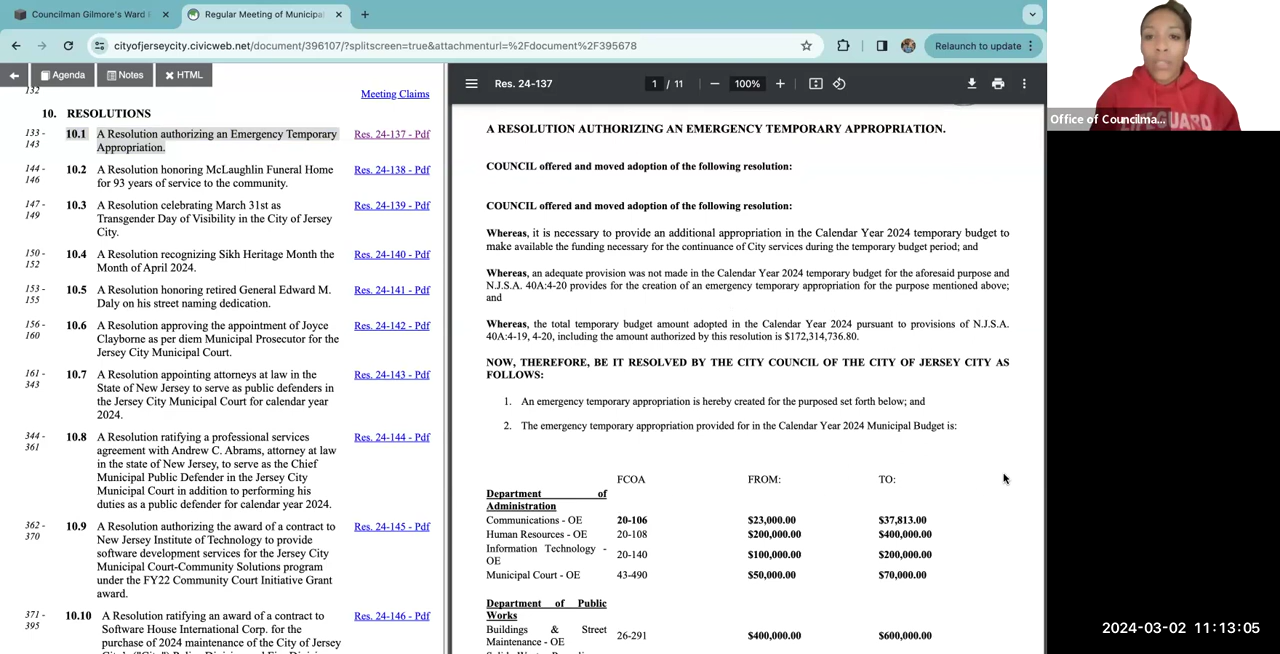 Councilman Gilmore's Ward
Regular Meeting of Municipal
cityofjerseycity.civicweb.net/document/396107/?splitscreen=true&attachmenturl=%2Fdocument%2F395678
Relaunch to update
Agenda
Notes
HTML
132
Meeting Claims
10. RESOLUTIONS
133 - 143
10.1 A Resolution authorizing an Emergency Temporary
Appropriation.
Res. 24-137 - Pdf
144 - 146
10.2 A Resolution honoring McLaughlin Funeral Home
for 93 years of service to the community.
Res. 24-138 - Pdf
147 - 149
10.3 A Resolution celebrating March 31st as
Transgender Day of Visibility in the City of Jersey
City.
Res. 24-139 - Pdf
150 - 152
10.4 A Resolution recognizing Sikh Heritage Month the
Month of April 2024.
Res. 24-140 - Pdf
153 - 155
10.5 A Resolution honoring retired General Edward M.
Daly on his street naming dedication.
Res. 24-141 - Pdf
156 - 160
10.6 A Resolution approving the appointment of Joyce
Clayborne as per diem Municipal Prosecutor for the
Jersey City Municipal Court.
Res. 24-142 - Pdf
161 - 343
10.7 A Resolution appointing attorneys at law in the
State of New Jersey to serve as public defenders in
the Jersey City Municipal Court for calendar year
2024.
Res. 24-143 - Pdf
344 - 361
10.8 A Resolution ratifying a professional services
agreement with Andrew C. Abrams, attorney at law
in the state of New Jersey, to serve as the Chief
Municipal Public Defender in the Jersey City
Municipal Court in addition to performing his
duties as a public defender for calendar year 2024.
Res. 24-144 - Pdf
362 - 370
10.9 A Resolution authorizing the award of a contract to
New Jersey Institute of Technology to provide
software development services for the Jersey City
Municipal Court-Community Solutions program
under the FY22 Community Court Initiative Grant
award.
Res. 24-145 - Pdf
371 - 395
10.10 A Resolution ratifying an award of a contract to
Software House International Corp. for the
purchase of 2024 maintenance of the City of Jersey
Res. 24-146 - Pdf
Res. 24-137
1 / 11
100%
A RESOLUTION AUTHORIZING AN EMERGENCY TEMPORARY APPROPRIATION.
COUNCIL offered and moved adoption of the following resolution:
COUNCIL offered and moved adoption of the following resolution:
Whereas, it is necessary to provide an additional appropriation in the Calendar Year 2024 temporary budget to
make available the funding necessary for the continuance of City services during the temporary budget period; and
Whereas, an adequate provision was not made in the Calendar Year 2024 temporary budget for the aforesaid purpose and
N.J.S.A. 40A:4-20 provides for the creation of an emergency temporary appropriation for the purpose mentioned above;
and
Whereas, the total temporary budget amount adopted in the Calendar Year 2024 pursuant to provisions of N.J.S.A.
40A:4-19, 4-20, including the amount authorized by this resolution is $172,314,736.80.
NOW, THEREFORE, BE IT RESOLVED BY THE CITY COUNCIL OF THE CITY OF JERSEY CITY AS
FOLLOWS:
1. An emergency temporary appropriation is hereby created for the purposed set forth below; and
2. The emergency temporary appropriation provided for in the Calendar Year 2024 Municipal Budget is:
FCOA FROM: TO:
Department of
Administration
Communications - OE 20-106 $23,000.00 $37,813.00
Human Resources - OE 20-108 $200,000.00 $400,000.00
Information Technology -
OE 20-140 $100,000.00 $200,000.00
Municipal Court - OE 43-490 $50,000.00 $70,000.00
Department of Public
Works
Buildings & Street
Maintenance - OE 26-291 $400,000.00 $600,000.00
Office of Councilma...
GUARD
2024-03-02 11:13:05